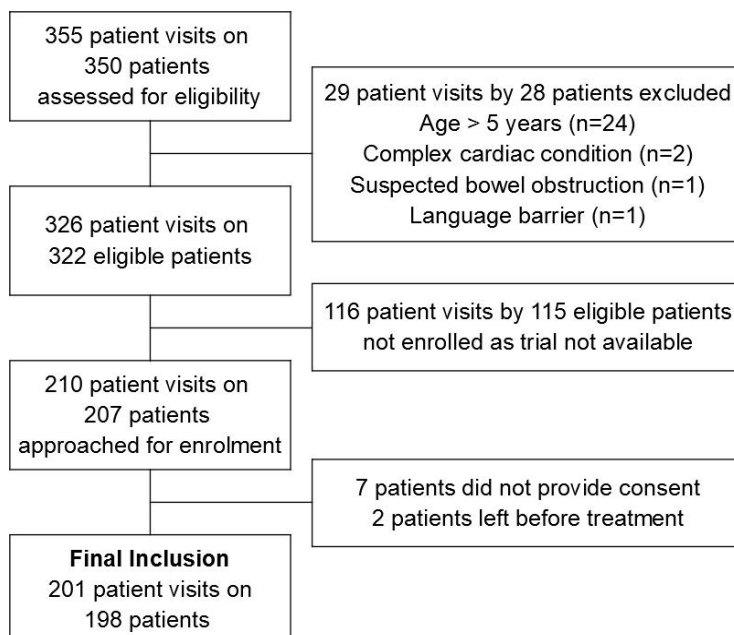 355 patient visits on
350 patients
assessed for eligibility
29 patient visits by 28 patients excluded
Age > 5 years (n=24)
Complex cardiac condition (n=2)
Suspected bowel obstruction (n=1)
Language barrier (n=1)
326 patient visits on
322 eligible patients
116 patient visits by 115 eligible patients
not enrolled as trial not available
210 patient visits on
207 patients
approached for enrolment
7 patients did not provide consent
2 patients left before treatment
Final Inclusion
201 patient visits on
198 patients